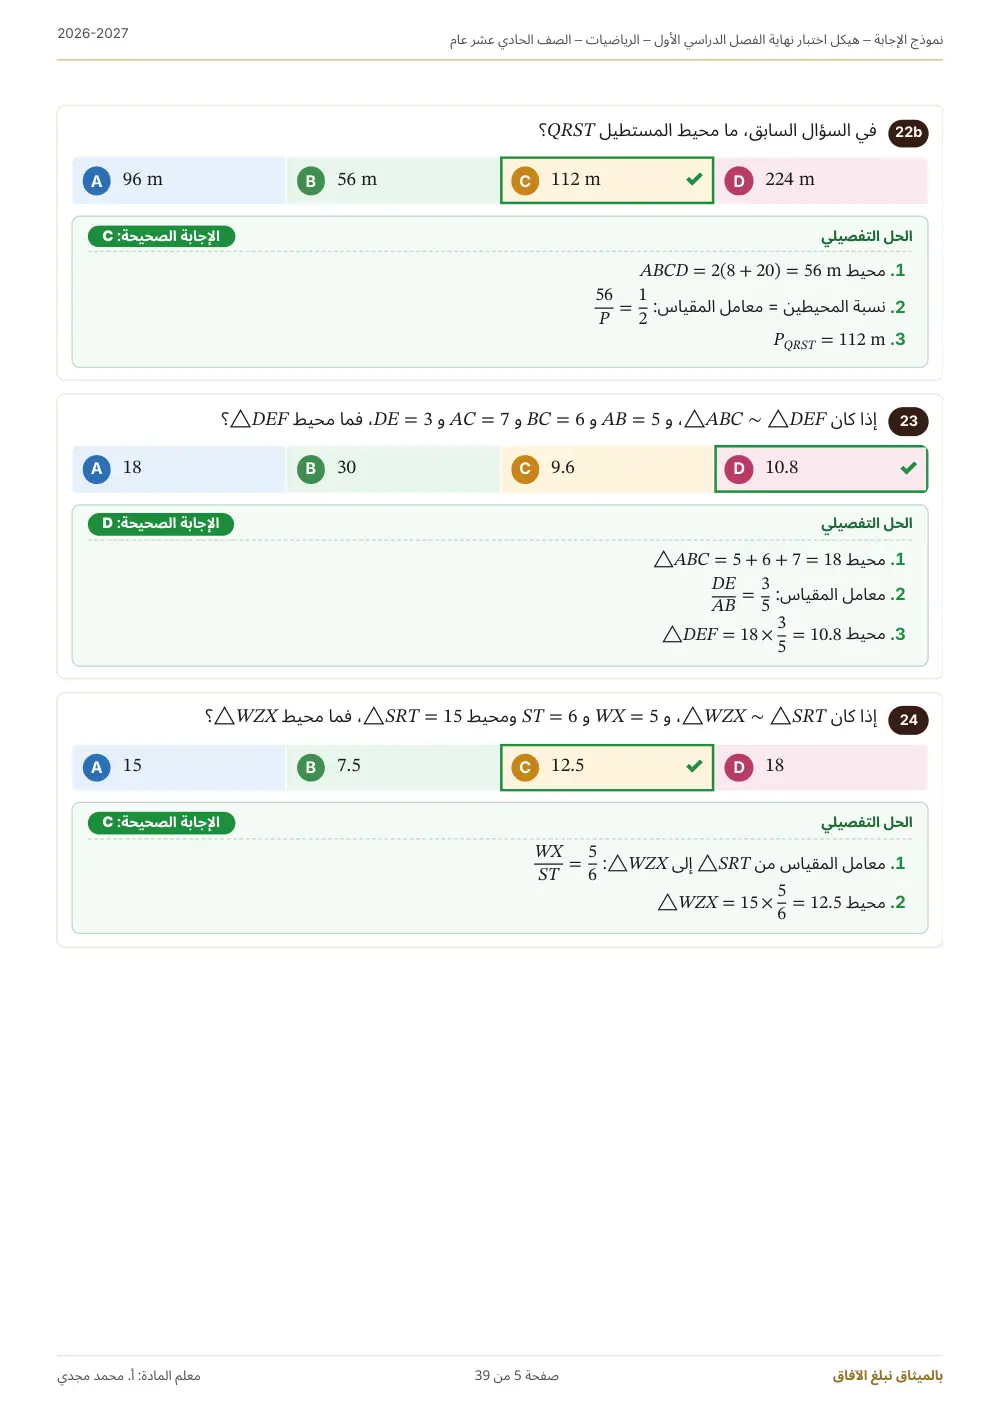 نموذج الإجابة – هيكل اختبار نهاية الفصل الدراسي الأول – الرياضيات – الصف الحادي عشر عام
2026-2027
22b في السؤال السابق، ما محيط المستطيل QRST؟
A 96 m B 56 m C 112 m ✔ D 224 m
الحل التفصيلي الإجابة الصحيحة: C
1. محيط ABCD = 2(8 + 20) = 56 m
2. نسبة المحيطين = معامل المقياس: 56/P = 1/2
3. P_QRST = 112 m
23 إذا كان △ABC ∼ △DEF، و AB = 5 و BC = 6 و AC = 7 و DE = 3، فما محيط △DEF؟
A 18 B 30 C 9.6 D 10.8 ✔
الحل التفصيلي الإجابة الصحيحة: D
1. محيط △ABC = 5 + 6 + 7 = 18
2. معامل المقياس: DE/AB = 3/5
3. محيط △DEF = 18 × 3/5 = 10.8
24 إذا كان △WZX ∼ △SRT، و WX = 5 و ST = 6 ومحيط △SRT = 15، فما محيط △WZX؟
A 15 B 7.5 C 12.5 ✔ D 18
الحل التفصيلي الإجابة الصحيحة: C
1. معامل المقياس من △SRT إلى △WZX: WX/ST = 5/6
2. محيط △WZX = 15 × 5/6 = 12.5
بالميثاق نبلغ الآفاق
صفحة 5 من 39
معلم المادة: أ. محمد مجدي